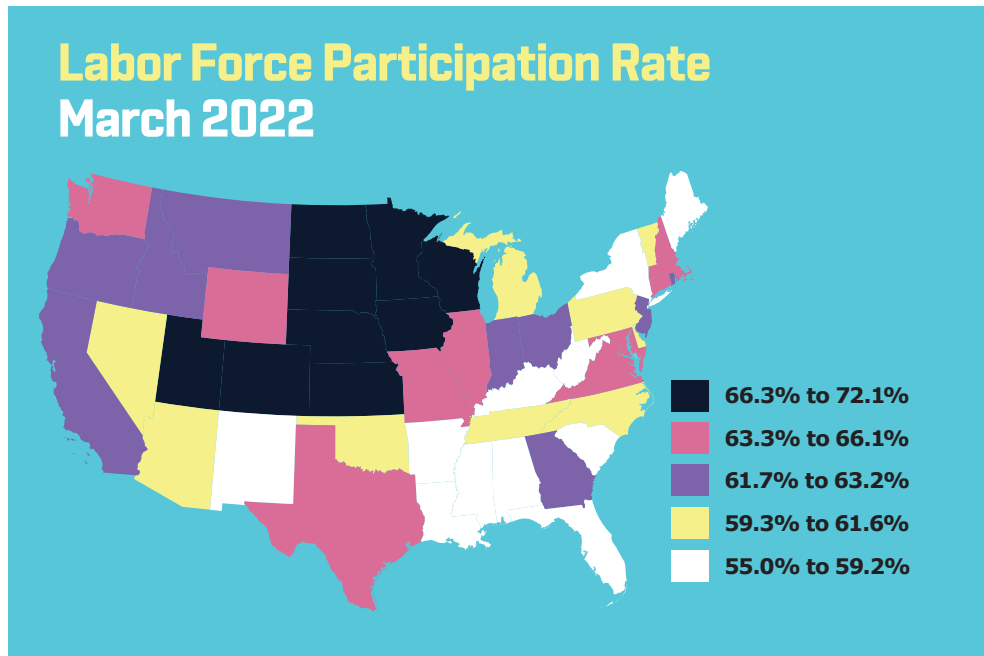 Labor Force Participation Rate
March 2022
66.3% to 72.1%
63.3% to 66.1%
61.7% to 63.2%
59.3% to 61.6%
55.0% to 59.2%